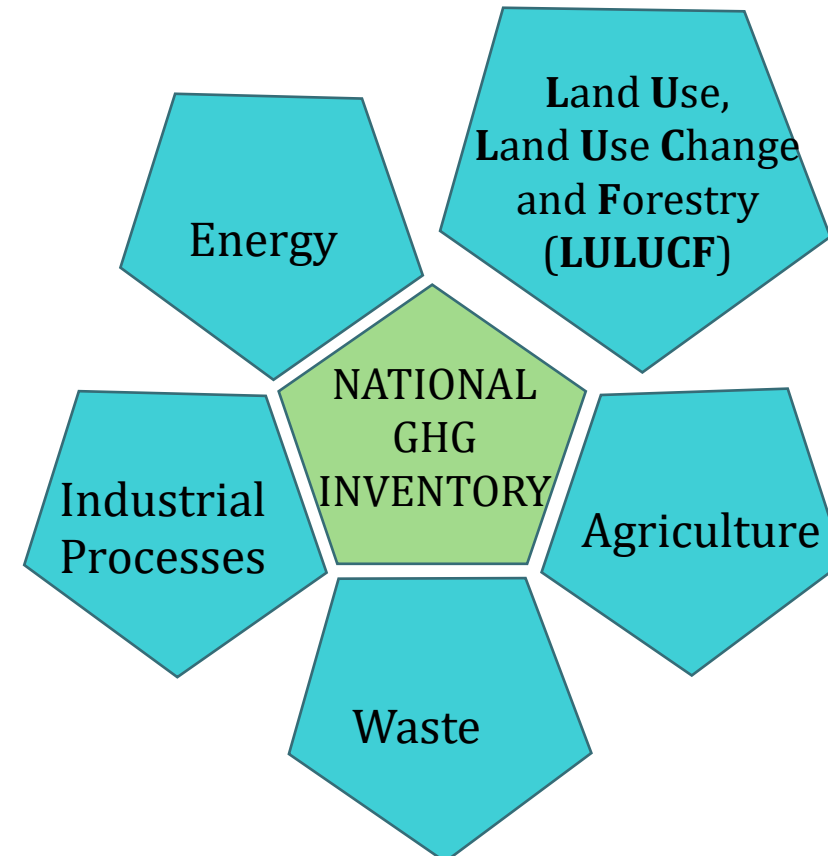 Land Use,
Land Use Change
and Forestry
(LULUCF)
Energy
NATIONAL
GHG
INVENTORY
Industrial
Processes
Agriculture
Waste